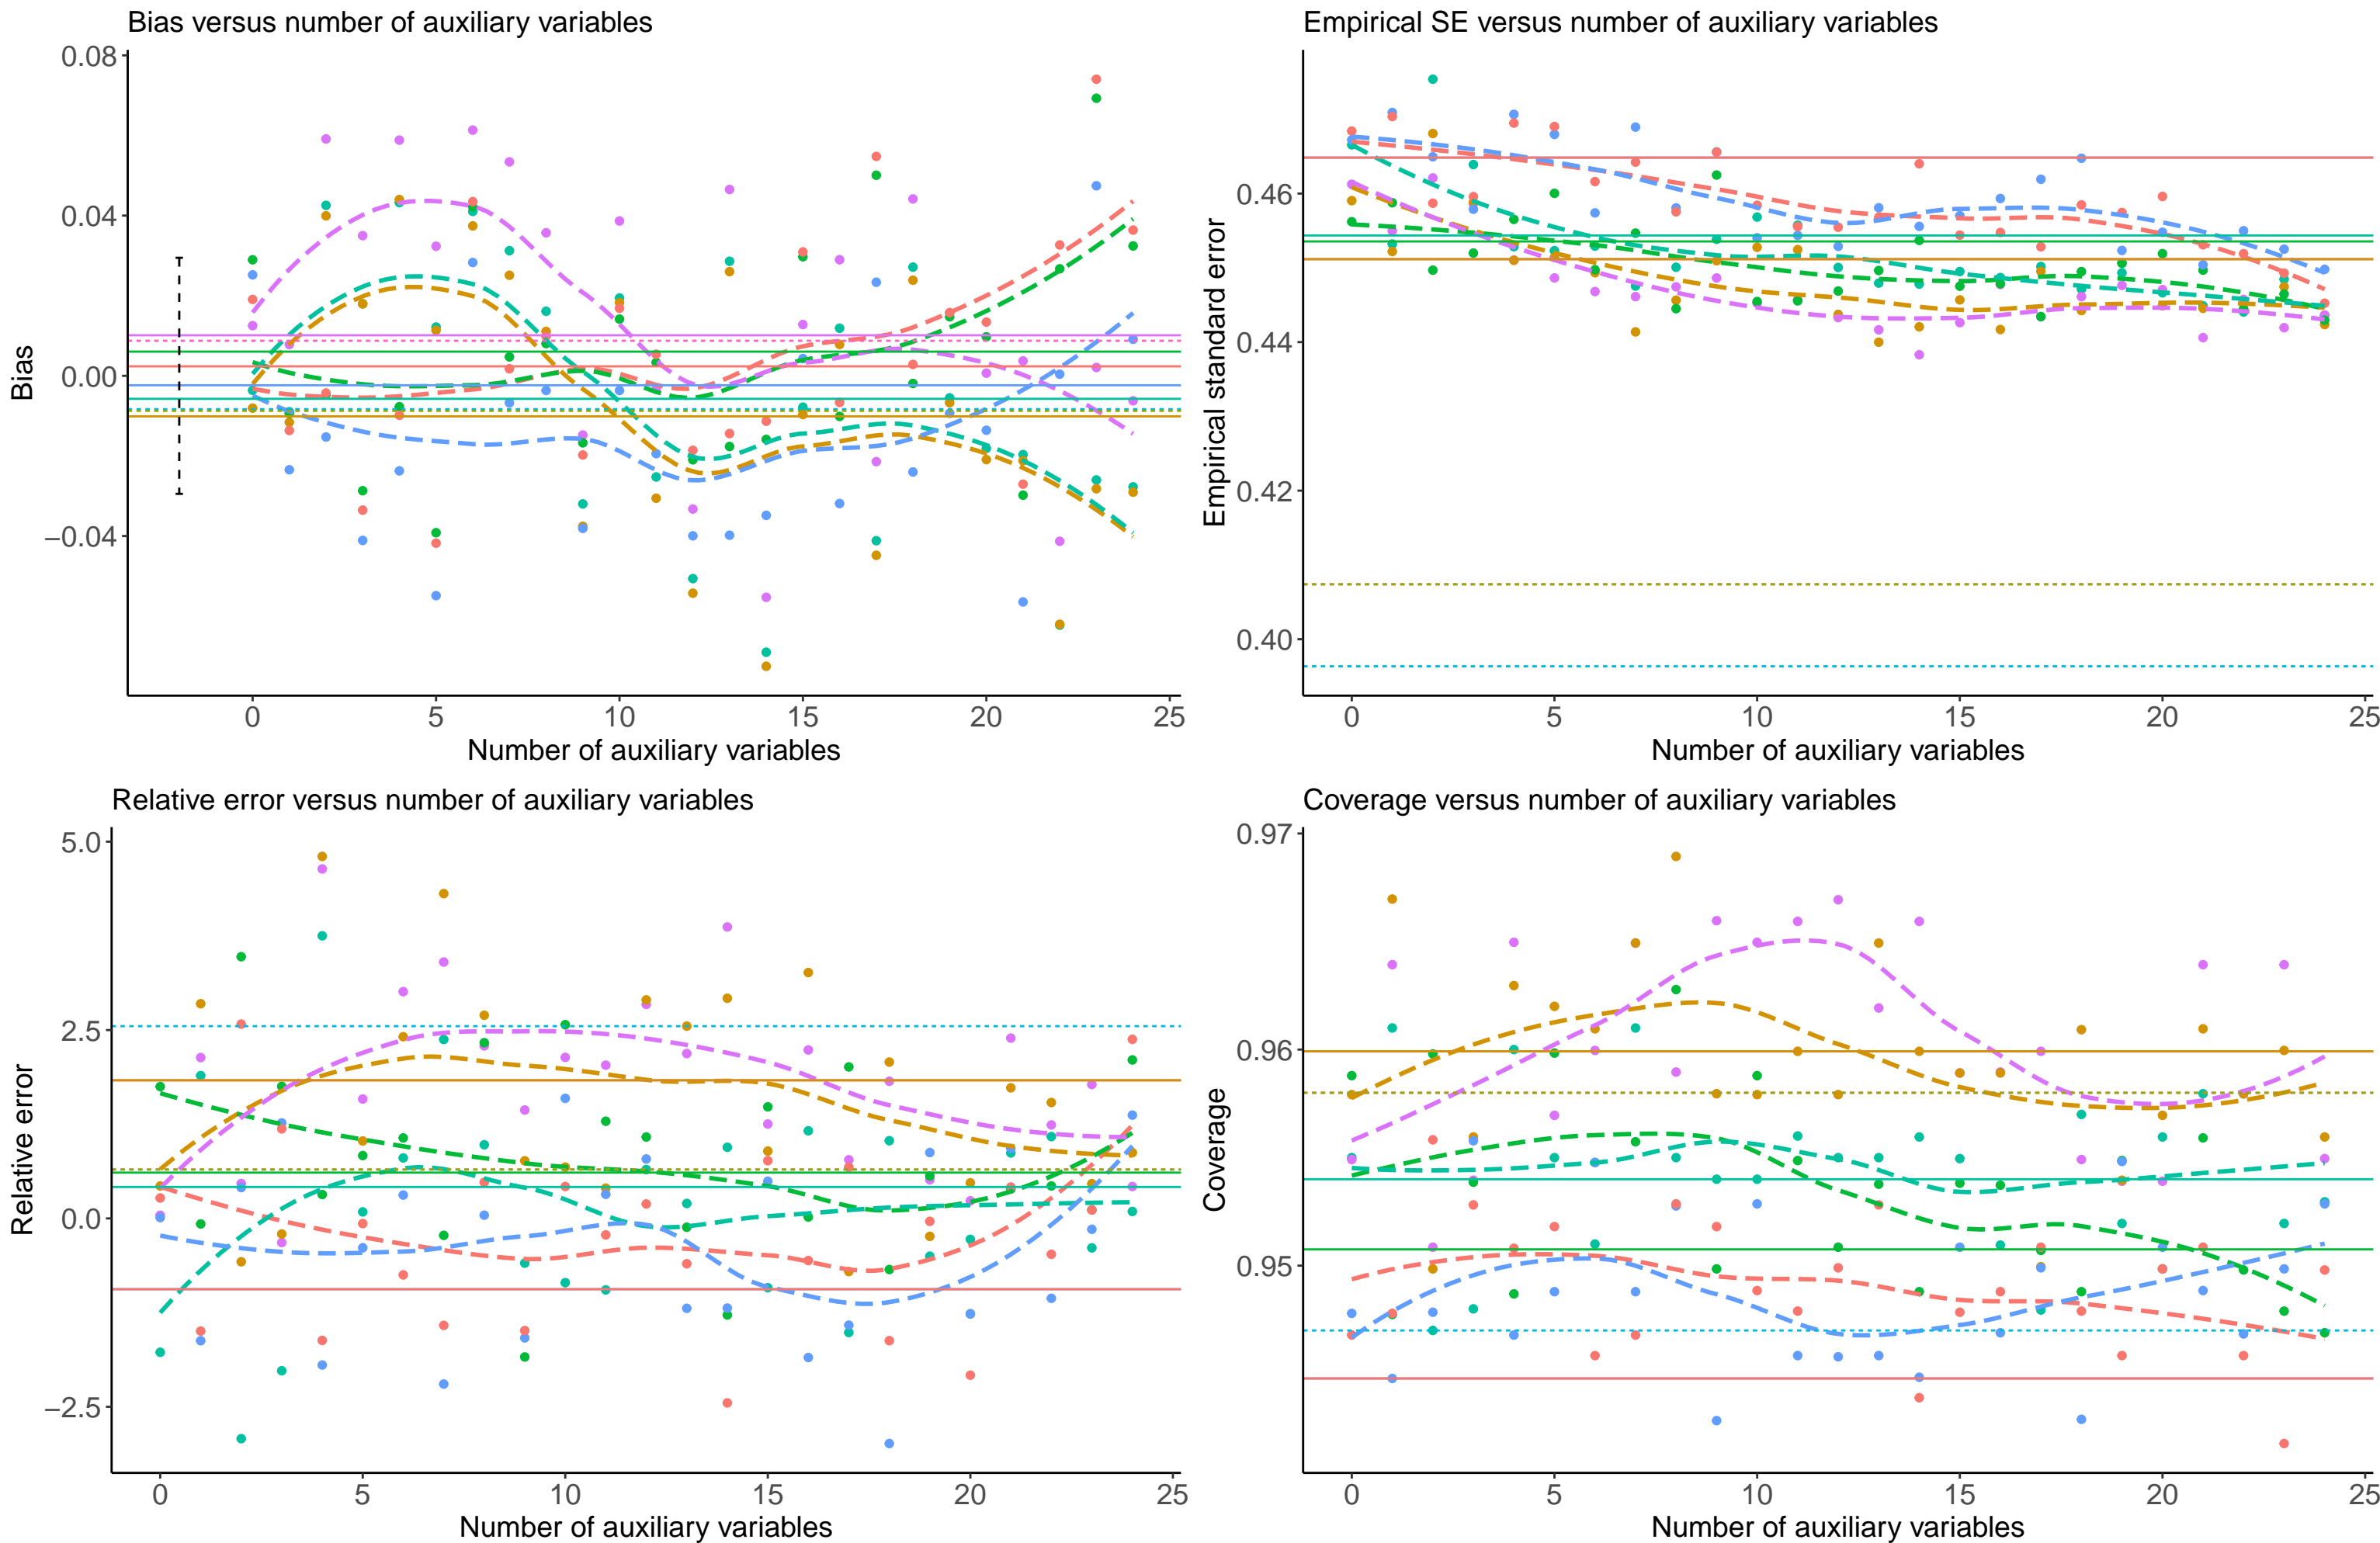 Bias versus number of auxiliary variables
0.08
0.04
0.00
−0.04
Bias
0 5 10 15 20 25
Number of auxiliary variables
Empirical SE versus number of auxiliary variables
0.46
0.44
0.42
0.40
Empirical standard error
0 5 10 15 20 25
Number of auxiliary variables
Relative error versus number of auxiliary variables
5.0
2.5
0.0
−2.5
Relative error
0 5 10 15 20 25
Number of auxiliary variables
Coverage versus number of auxiliary variables
0.97
0.96
0.95
Coverage
0 5 10 15 20 25
Number of auxiliary variables